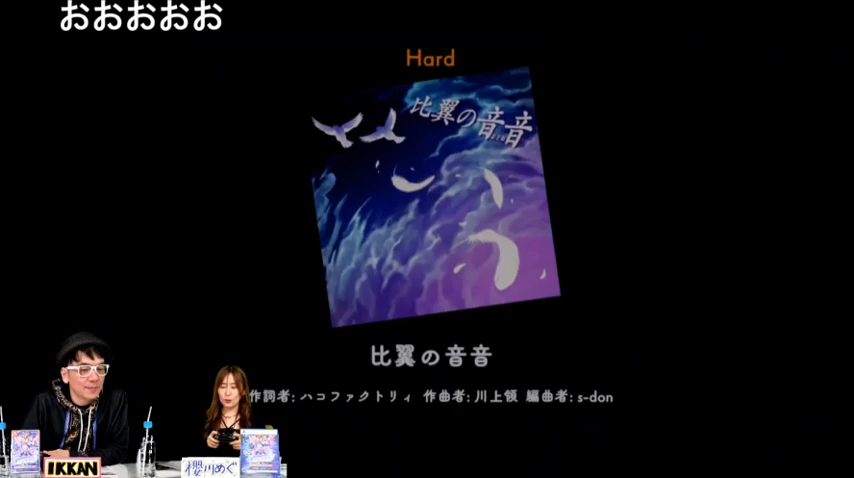 おおおおお
Hard
比翼の音音
比翼の音音
作詞者: ハコファクトリィ 作曲者: 川上領 編曲者: s-don
IKKAN
櫻川めぐ